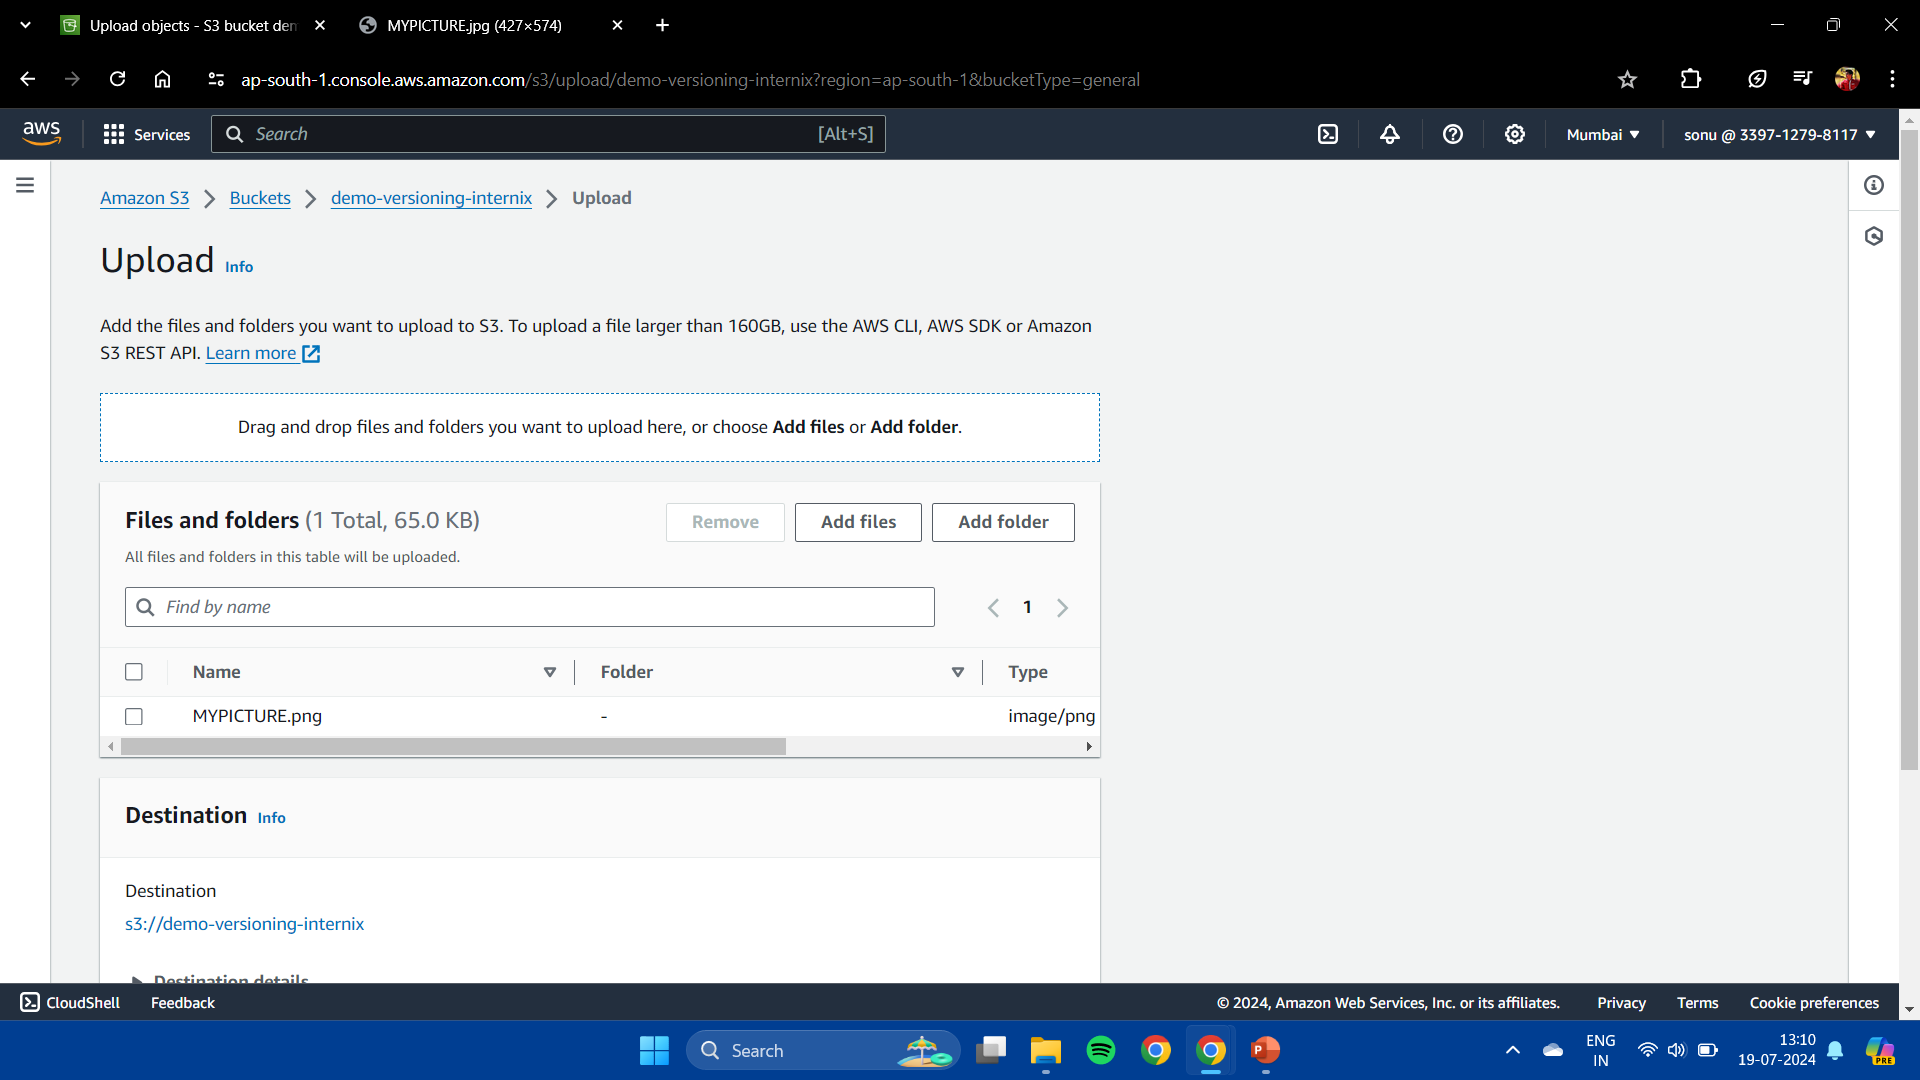 Upload objects - S3 bucket dem
MYPICTURE.jpg (427×574)
ap-south-1.console.aws.amazon.com/s3/upload/demo-versioning-internix?region=ap-south-1&bucketType=general
aws
Services
Search
[Alt+S]
Mumbai
sonu @ 3397-1279-8117
Amazon S3
Buckets
demo-versioning-internix
Upload
Upload Info
Add the files and folders you want to upload to S3. To upload a file larger than 160GB, use the AWS CLI, AWS SDK or Amazon
S3 REST API. Learn more
Drag and drop files and folders you want to upload here, or choose Add files or Add folder.
Files and folders (1 Total, 65.0 KB)
Remove
Add files
Add folder
All files and folders in this table will be uploaded.
Find by name
1
Name
Folder
Type
MYPICTURE.png
-
image/png
Destination Info
Destination
s3://demo-versioning-internix
Destination details
CloudShell
Feedback
© 2024, Amazon Web Services, Inc. or its affiliates.
Privacy
Terms
Cookie preferences
Search
ENG
IN
13:10
19-07-2024
PRE